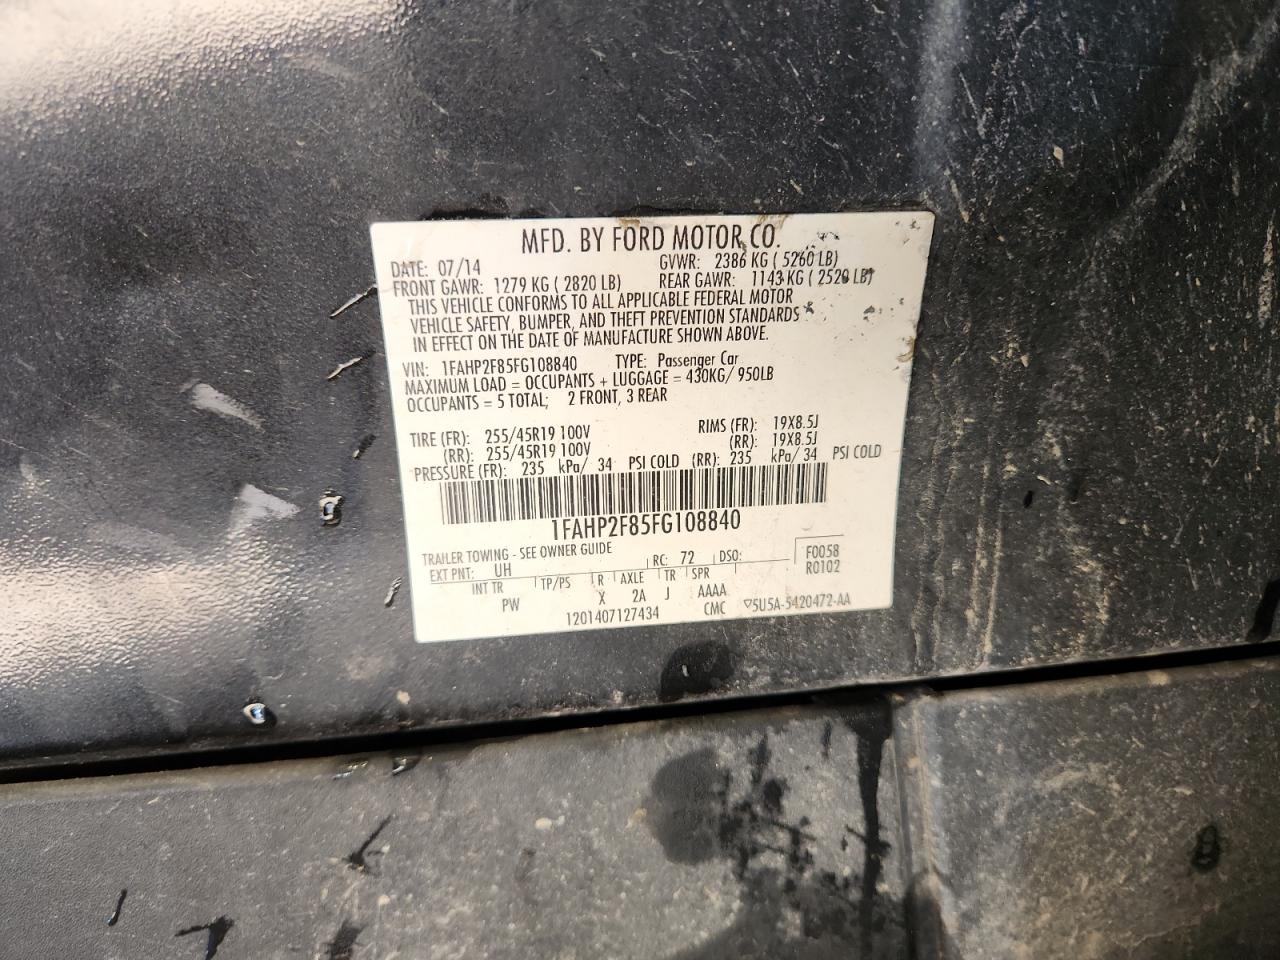 MFD. BY FORD MOTOR CO.
DATE: 07/14 GVWR: 2386 KG ( 5260 LB)
FRONT GAWR: 1279 KG ( 2820 LB) REAR GAWR: 1143 KG ( 2520 LB)
THIS VEHICLE CONFORMS TO ALL APPLICABLE FEDERAL MOTOR
VEHICLE SAFETY, BUMPER, AND THEFT PREVENTION STANDARDS
IN EFFECT ON THE DATE OF MANUFACTURE SHOWN ABOVE.
VIN: 1FAHP2F85FG108840 TYPE: Passenger Car
MAXIMUM LOAD = OCCUPANTS + LUGGAGE = 430KG/ 950LB
OCCUPANTS = 5 TOTAL; 2 FRONT, 3 REAR
TIRE (FR): 255/45R19 100V RIMS (FR): 19X8.5J
(RR): 255/45R19 100V (RR): 19X8.5J
PRESSURE (FR): 235 kPa/ 34 PSI COLD (RR): 235 kPa/ 34 PSI COLD
1FAHP2F85FG108840
TRAILER TOWING - SEE OWNER GUIDE
EXT PNT: UH RC: 72 DSO: F0058
R0102
INT TR TP/PS R AXLE TR SPR
PW X 2A J AAAA
1201407127434 CMC ▽5U5A-5420472-AA